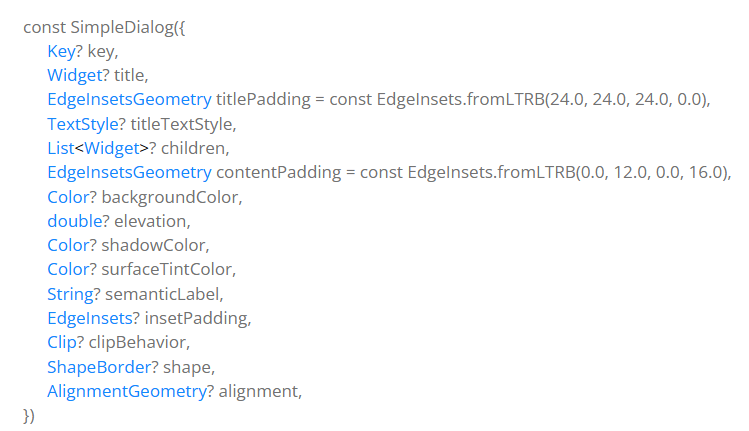 const SimpleDialog({
Key? key,
Widget? title,
EdgeInsetsGeometry titlePadding = const EdgeInsets.fromLTRB(24.0, 24.0, 24.0, 0.0),
TextStyle? titleTextStyle,
List<Widget>? children,
EdgeInsetsGeometry contentPadding = const EdgeInsets.fromLTRB(0.0, 12.0, 0.0, 16.0),
Color? backgroundColor,
double? elevation,
Color? shadowColor,
Color? surfaceTintColor,
String? semanticLabel,
EdgeInsets? insetPadding,
Clip? clipBehavior,
ShapeBorder? shape,
AlignmentGeometry? alignment,
})